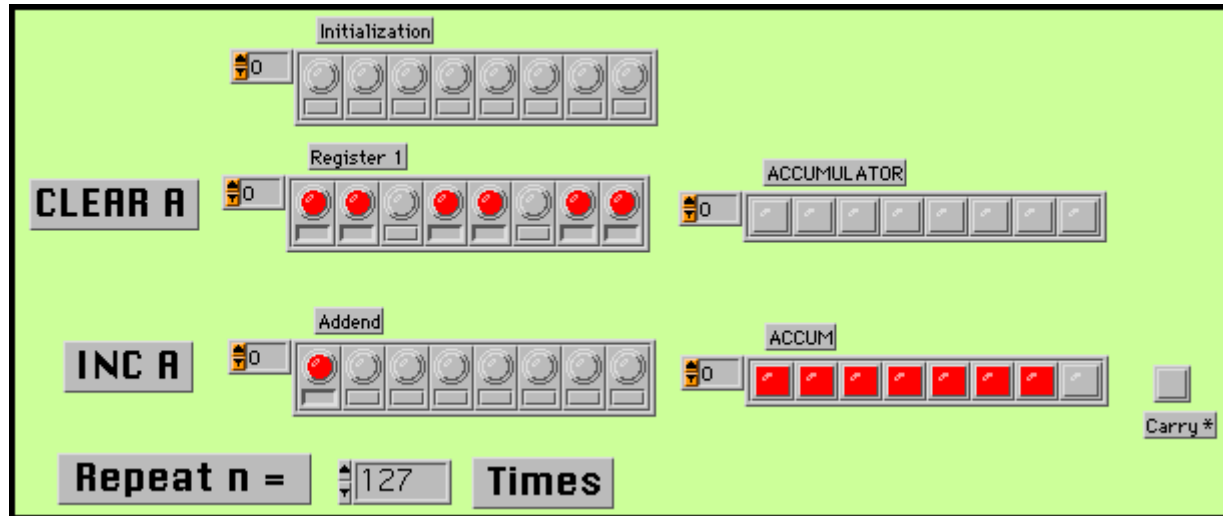 Initialization
0
Register 1
CLEAR A
0
ACCUMULATOR
0
Addend
INC A
0
ACCUM
0
Carry *
Repeat n =
127
Times